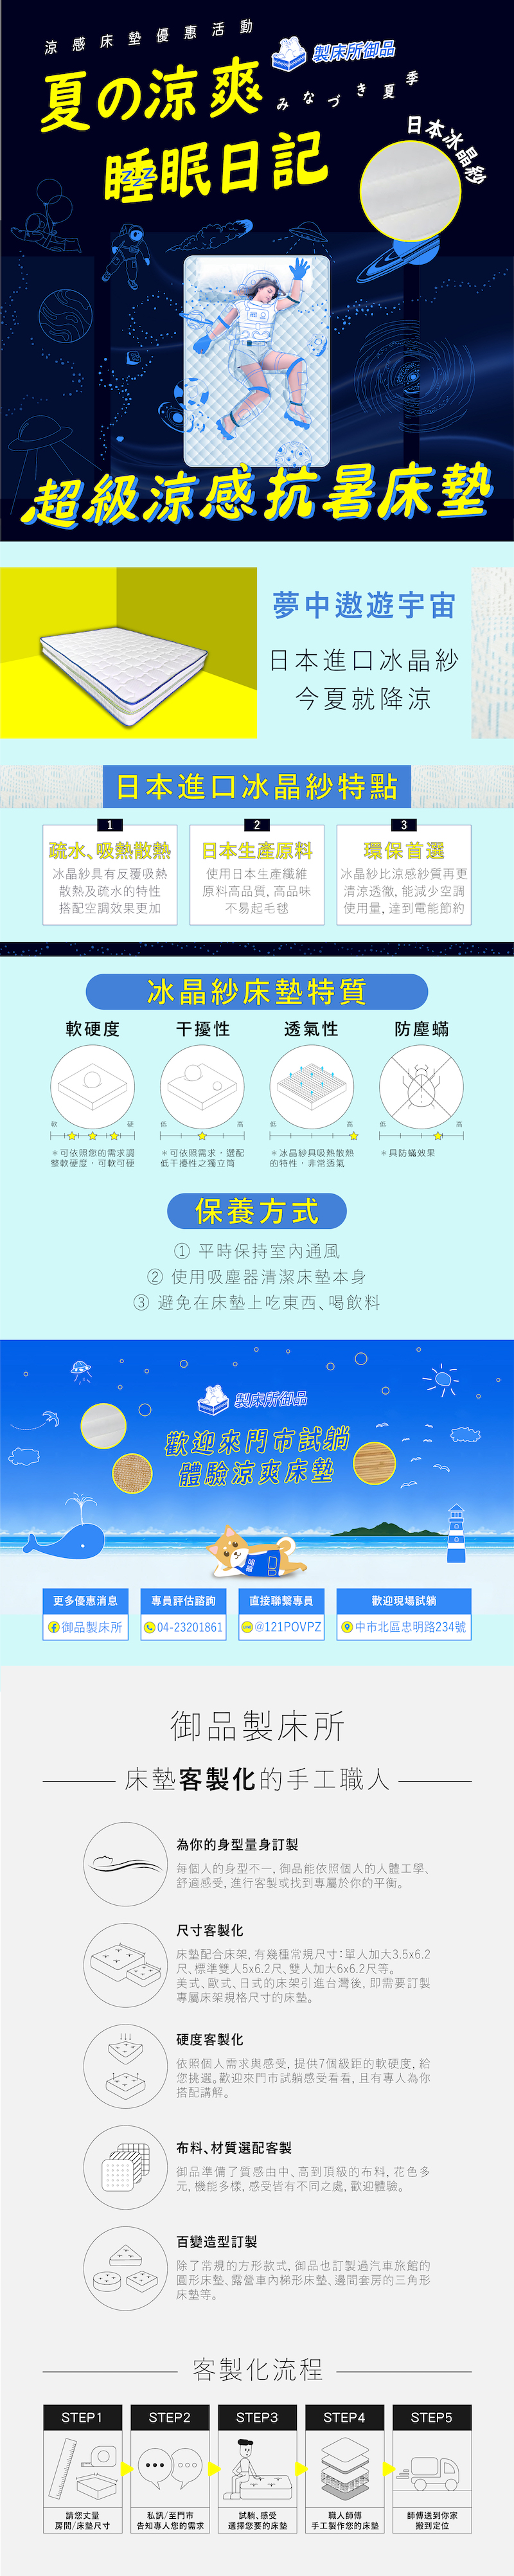 涼感床墊優惠活動
製床所御品
夏の涼爽
みなづき夏季
睡眠日記
zzz
日本冰晶紗
超級涼感抗暑床墊
夢中遨遊宇宙
日本進口冰晶紗
今夏就降涼
日本進口冰晶紗特點
1
疏水、吸熱散熱
冰晶紗具有反覆吸熱
散熱及疏水的特性
搭配空調效果更加
2
日本生產原料
使用日本生產纖維
原料高品質, 高品味
不易起毛毬
3
環保首選
冰晶紗比涼感紗質再更
清涼透徹, 能減少空調
使用量, 達到電能節約
冰晶紗床墊特質
軟硬度
軟 硬
＊可依照您的需求調
整軟硬度，可軟可硬
干擾性
低 高
＊可依需求，選配
低干擾性之獨立筒
透氣性
低 高
＊冰晶紗具吸熱散熱
的特性，非常透氣
防塵蟎
低 高
＊具防蟎效果
保養方式
① 平時保持室內通風
② 使用吸塵器清潔床墊本身
③ 避免在床墊上吃東西、喝飲料
製床所御品
歡迎來門市試躺
體驗涼爽床墊
更多優惠消息
御品製床所
專員評估諮詢
04-23201861
直接聯繫專員
LINE @121POVPZ
歡迎現場試躺
中市北區忠明路234號
御品製床所
床墊客製化的手工職人
為你的身型量身訂製
每個人的身型不一, 御品能依照個人的人體工學、
舒適感受, 進行客製或找到專屬於你的平衡。
尺寸客製化
床墊配合床架, 有幾種常規尺寸：單人加大3.5x6.2
尺、標準雙人5x6.2尺、雙人加大6x6.2尺等。
美式、歐式、日式的床架引進台灣後, 即需要訂製
專屬床架規格尺寸的床墊。
硬度客製化
依照個人需求與感受, 提供7個級距的軟硬度, 給
您挑選。歡迎來門市試躺感受看看, 且有專人為你
搭配講解。
布料、材質選配客製
御品準備了質感由中、高到頂級的布料, 花色多
元, 機能多樣, 感受皆有不同之處, 歡迎體驗。
百變造型訂製
除了常規的方形款式, 御品也訂製過汽車旅館的
圓形床墊、露營車內梯形床墊、邊間套房的三角形
床墊等。
客製化流程
STEP1
請您丈量
房間/床墊尺寸
STEP2
私訊/至門市
告知專人您的需求
STEP3
試躺、感受
選擇您要的床墊
STEP4
職人師傅
手工製作您的床墊
STEP5
師傅送到你家
搬到定位